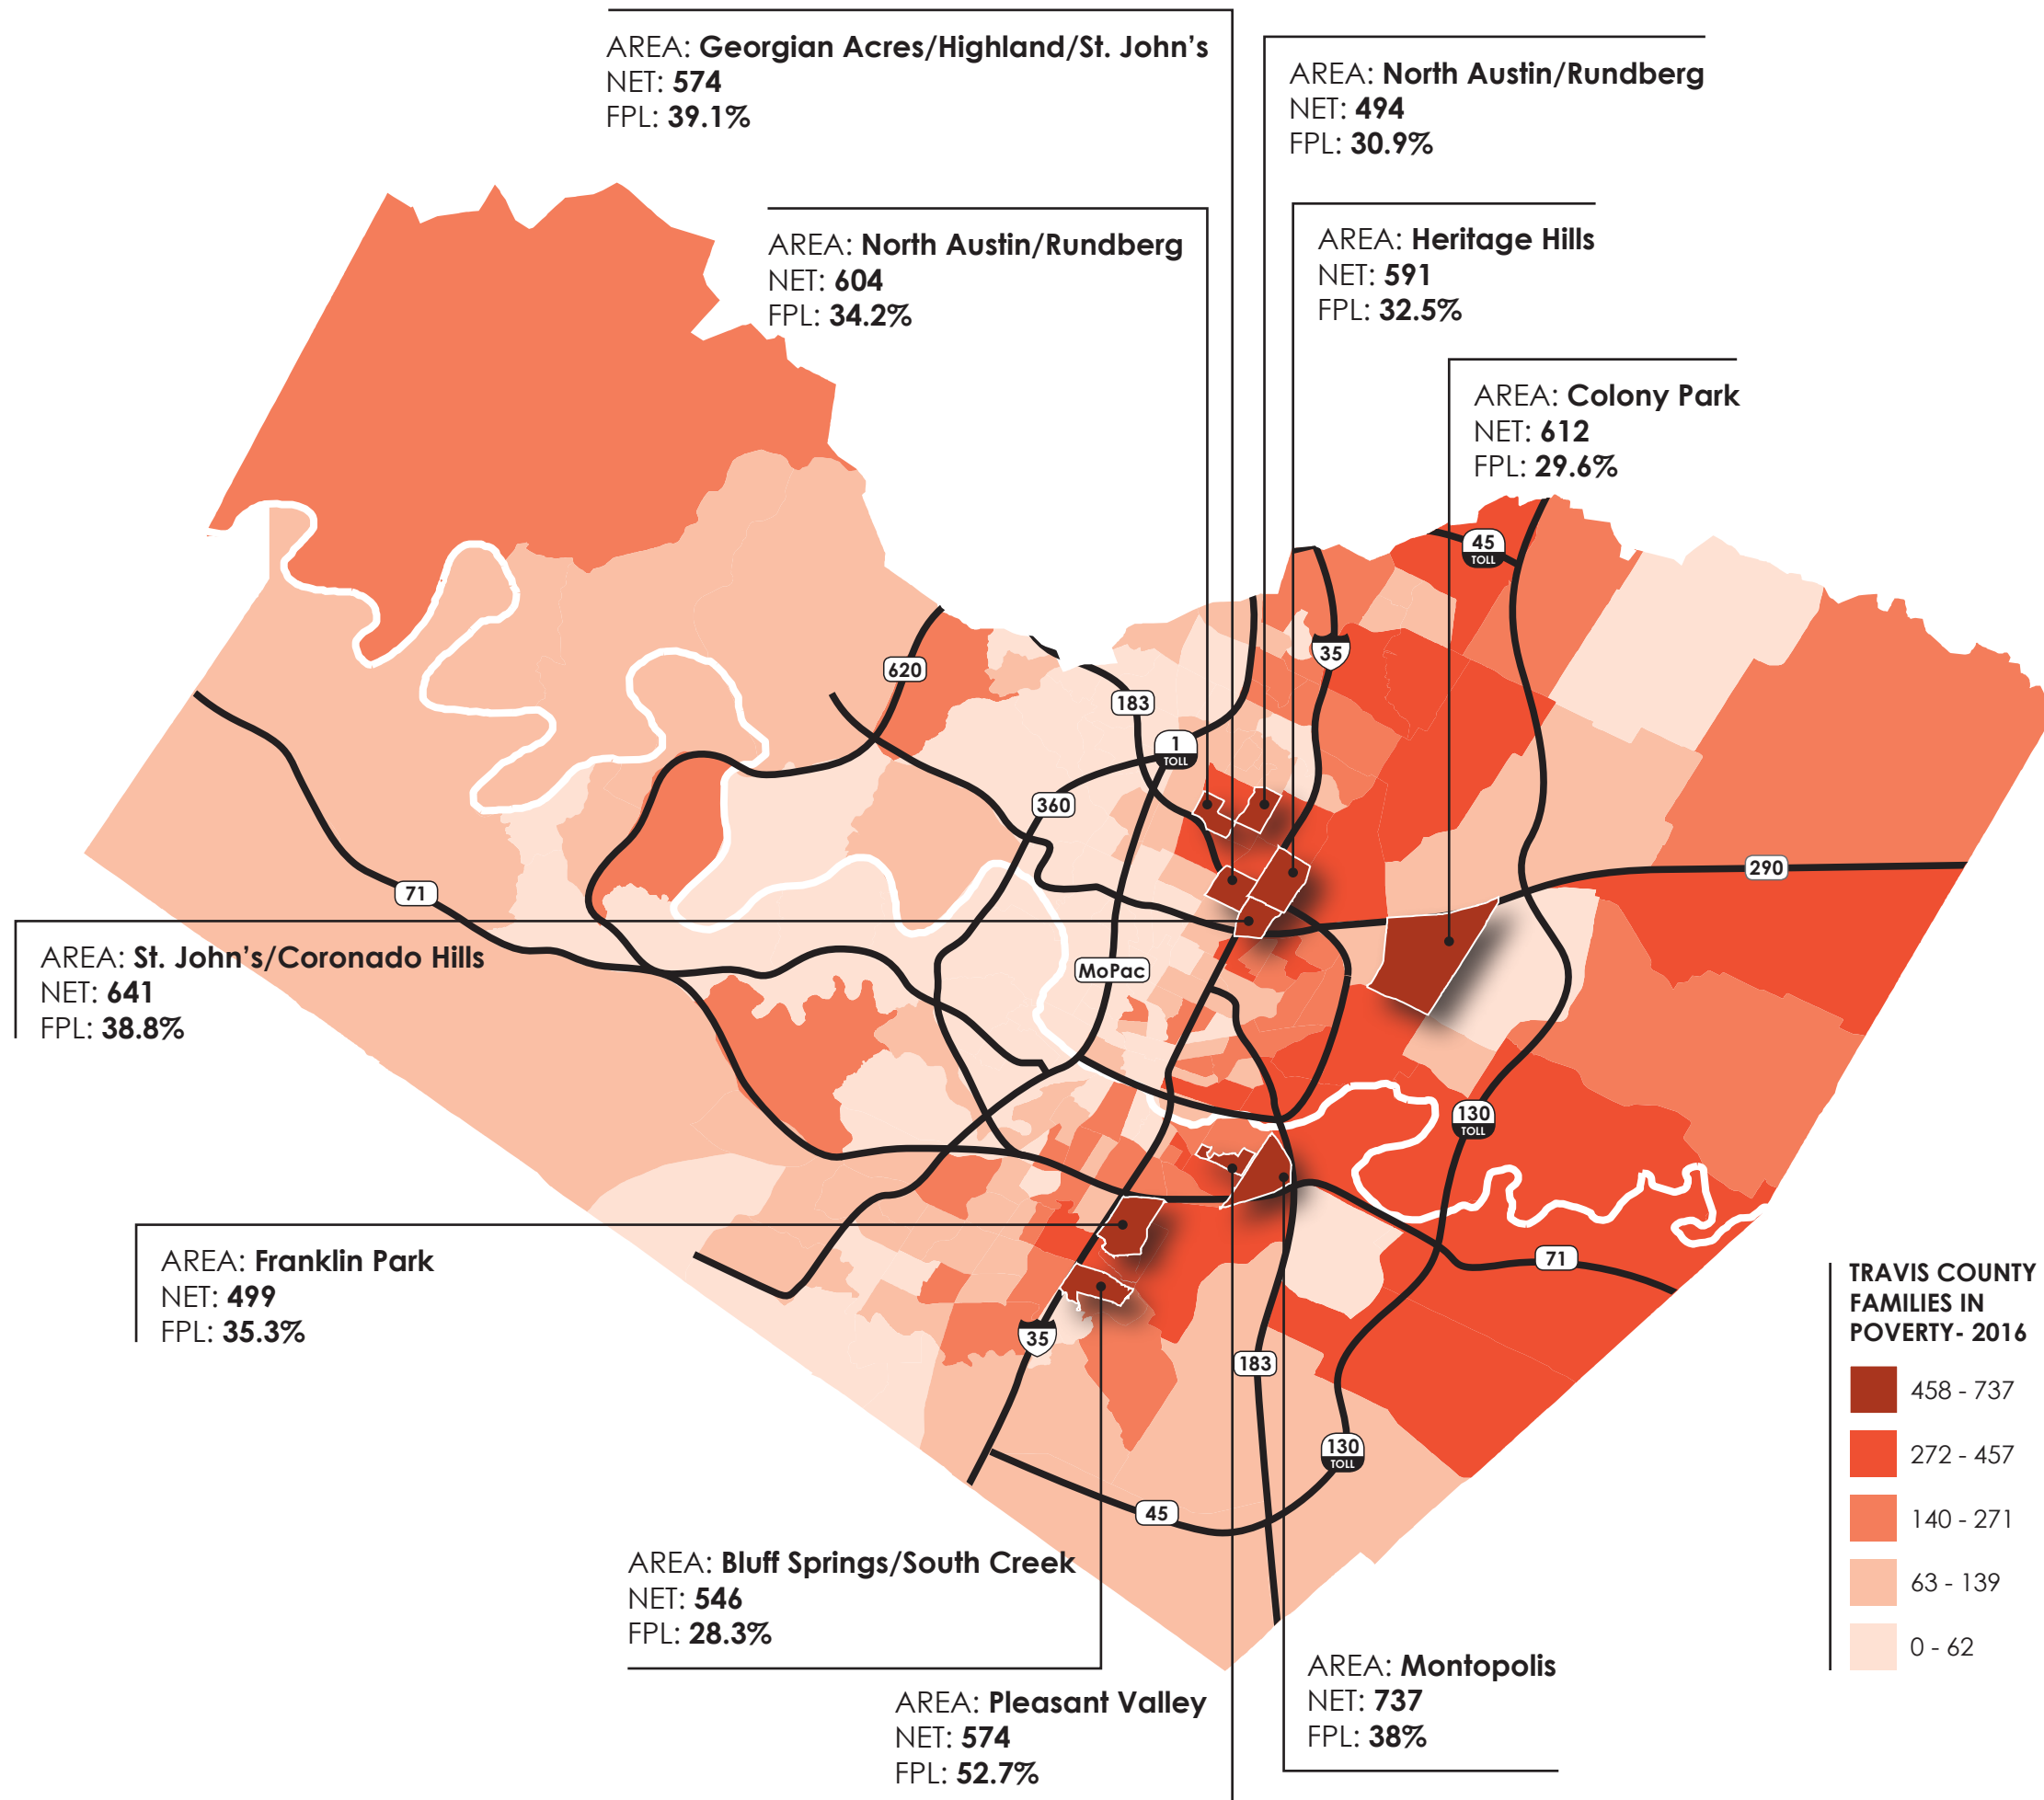 AREA: Georgian Acres/Highland/St. John's
NET: 574
FPL: 39.1%
AREA: North Austin/Rundberg
NET: 494
FPL: 30.9%
AREA: North Austin/Rundberg
NET: 604
FPL: 34.2%
AREA: Heritage Hills
NET: 591
FPL: 32.5%
AREA: Colony Park
NET: 612
FPL: 29.6%
45
TOLL
35
620
183
1
TOLL
360
290
71
AREA: St. John's/Coronado Hills
NET: 641
FPL: 38.8%
MoPac
130
TOLL
71
AREA: Franklin Park
NET: 499
FPL: 35.3%
35
183
130
TOLL
45
TRAVIS COUNTY
FAMILIES IN
POVERTY- 2016
458 - 737
272 - 457
140 - 271
63 - 139
0 - 62
AREA: Bluff Springs/South Creek
NET: 546
FPL: 28.3%
AREA: Montopolis
NET: 737
FPL: 38%
AREA: Pleasant Valley
NET: 574
FPL: 52.7%